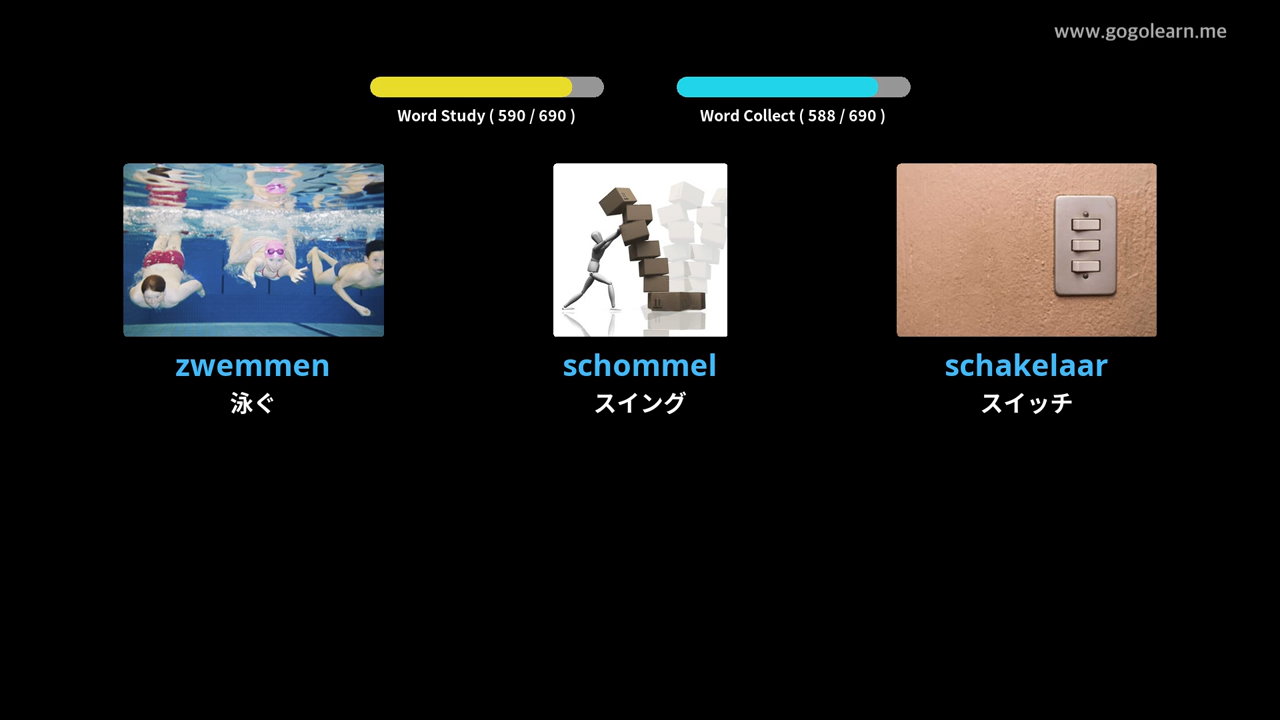 www.gogolearn.me
Word Study ( 590 / 690 )
Word Collect ( 588 / 690 )
zwemmen
泳ぐ
schommel
スイング
schakelaar
スイッチ